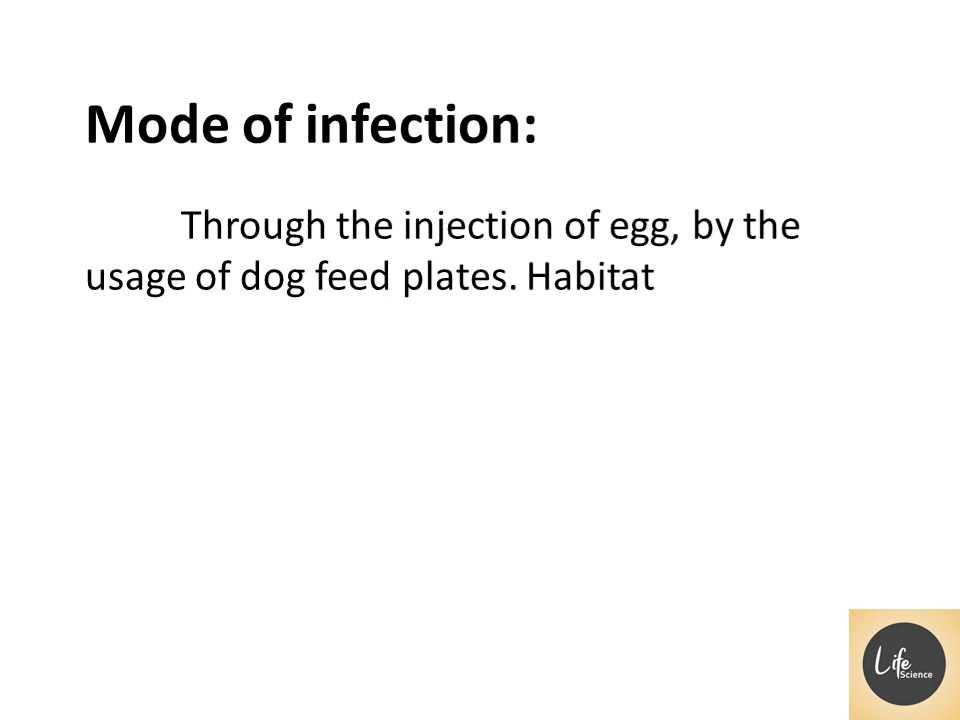 Mode of infection:
Through the injection of egg, by the
usage of dog feed plates. Habitat
Life
Science